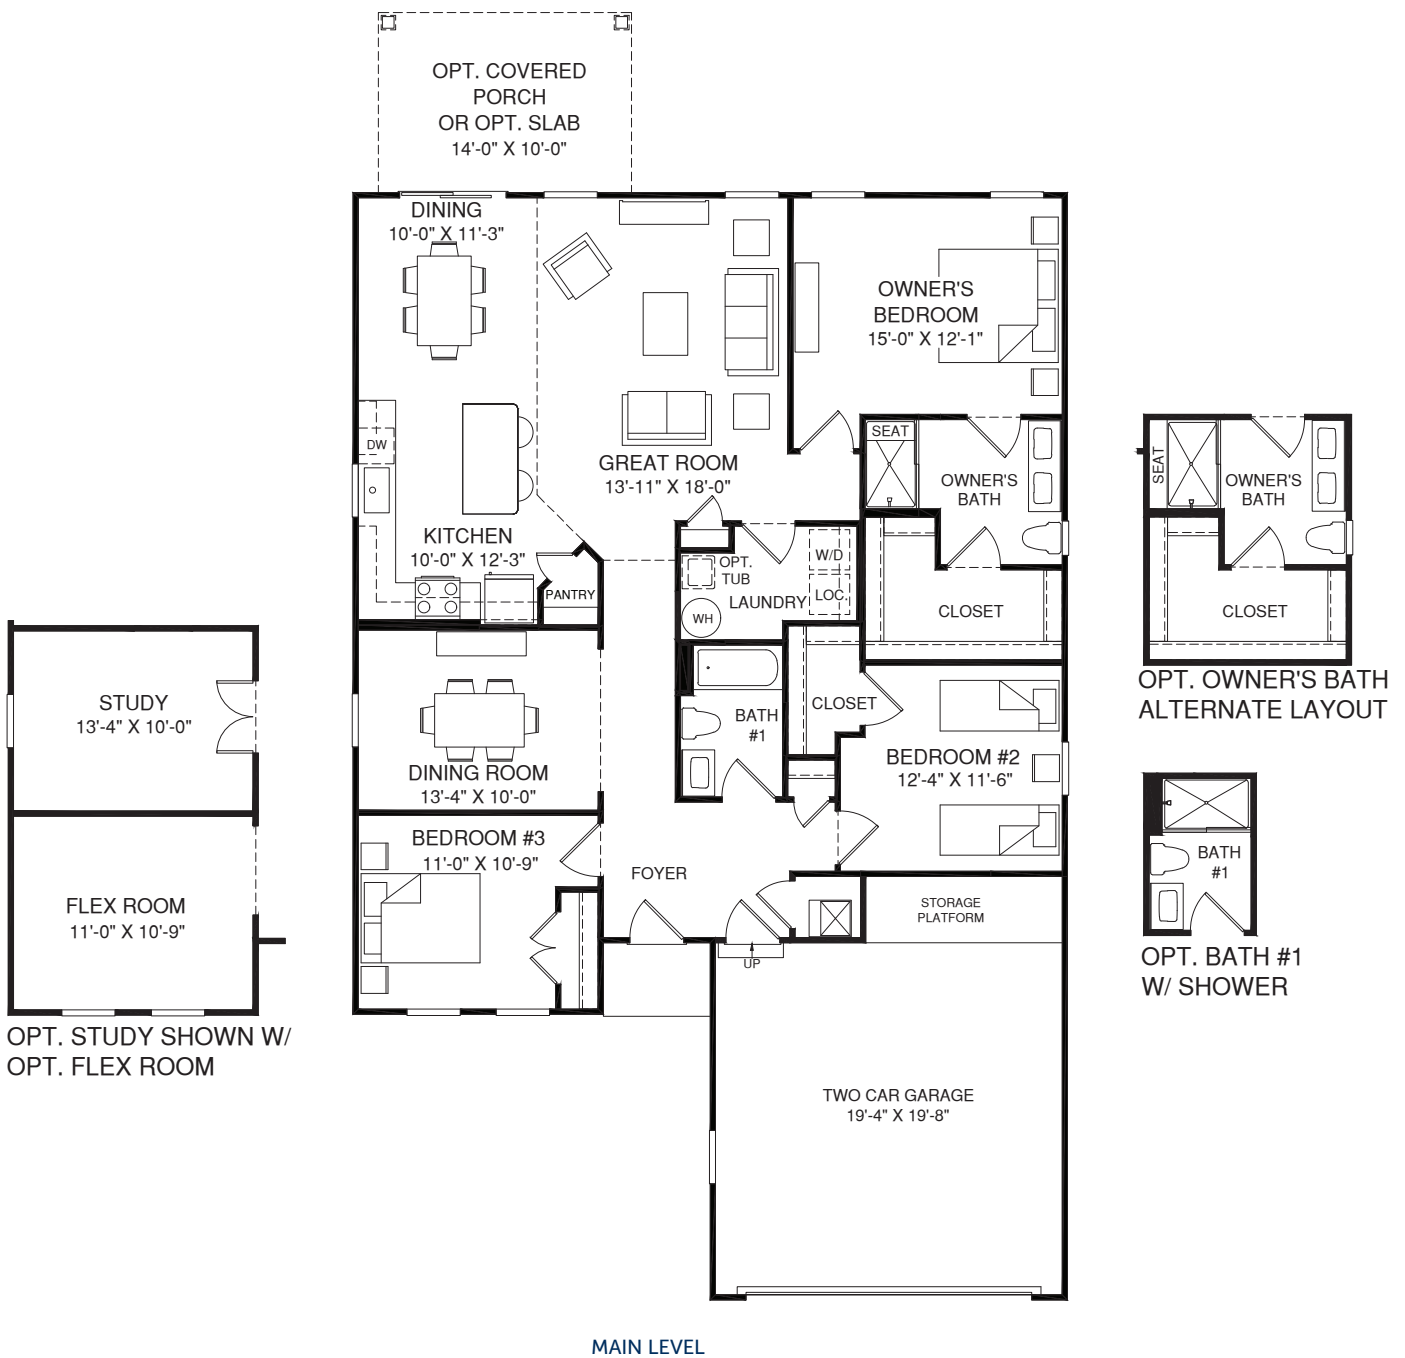 OPT. COVERED
PORCH
OR OPT. SLAB
14'-0" X 10'-0"
DINING
10'-0" X 11'-3"
OWNER'S
BEDROOM
15'-0" X 12'-1"
DW
SEAT
GREAT ROOM
13'-11" X 18'-0"
OWNER'S
BATH
KITCHEN
10'-0" X 12'-3"
PANTRY
OPT.
TUB
W/D
LAUNDRY
LOC.
WH
CLOSET
CLOSET
BATH
#1
DINING ROOM
13'-4" X 10'-0"
BEDROOM #2
12'-4" X 11'-6"
BEDROOM #3
11'-0" X 10'-9"
FOYER
STORAGE
PLATFORM
UP
TWO CAR GARAGE
19'-4" X 19'-8"
STUDY
13'-4" X 10'-0"
FLEX ROOM
11'-0" X 10'-9"
OPT. STUDY SHOWN W/
OPT. FLEX ROOM
SEAT
OWNER'S
BATH
CLOSET
OPT. OWNER'S BATH
ALTERNATE LAYOUT
BATH
#1
OPT. BATH #1
W/ SHOWER
MAIN LEVEL